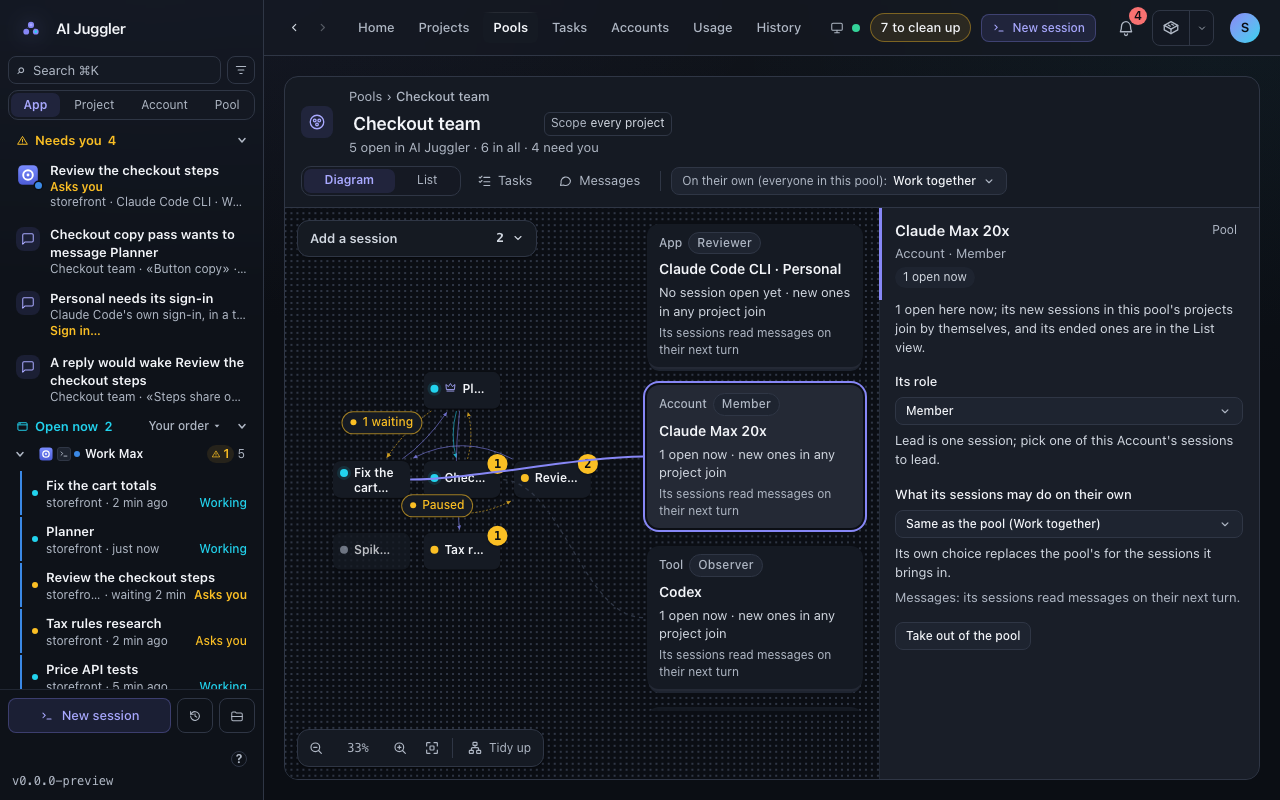 AI Juggler
Search ⌘K
App
Project
Account
Pool
Needs you 4
Review the checkout steps
Asks you
storefront · Claude Code CLI · W…
Checkout copy pass wants to
message Planner
Checkout team · «Button copy» ·…
Personal needs its sign-in
Claude Code's own sign-in, in a t…
Sign in…
A reply would wake Review the
checkout steps
Checkout team · «Steps share o…
Open now 2
Your order
Work Max
1
5
Fix the cart totals
storefront · 2 min ago
Working
Planner
storefront · just now
Working
Review the checkout steps
storefro… · waiting 2 min
Asks you
Tax rules research
storefront · 2 min ago
Asks you
Price API tests
storefront · 5 min ago
Working
New session
?
v0.0.0-preview
Home
Projects
Pools
Tasks
Accounts
Usage
History
7 to clean up
New session
4
S
Pools › Checkout team
Checkout team
Scope every project
5 open in AI Juggler · 6 in all · 4 need you
Diagram
List
Tasks
Messages
On their own (everyone in this pool): Work together
Add a session
2
Pl…
1 waiting
Fix the
cart…
Chec…
1
Revie…
2
Paused
Spik…
Tax r…
1
App
Reviewer
Claude Code CLI · Personal
No session open yet · new ones
in any project join
Its sessions read messages on
their next turn
Account
Member
Claude Max 20x
1 open now · new ones in any
project join
Its sessions read messages on
their next turn
Tool
Observer
Codex
1 open now · new ones in any
project join
Its sessions read messages on
their next turn
33%
Tidy up
Claude Max 20x
Pool
Account · Member
1 open now
1 open here now; its new sessions in this pool's projects
join by themselves, and its ended ones are in the List
view.
Its role
Member
Lead is one session; pick one of this Account's sessions
to lead.
What its sessions may do on their own
Same as the pool (Work together)
Its own choice replaces the pool's for the sessions it
brings in.
Messages: its sessions read messages on their next turn.
Take out of the pool